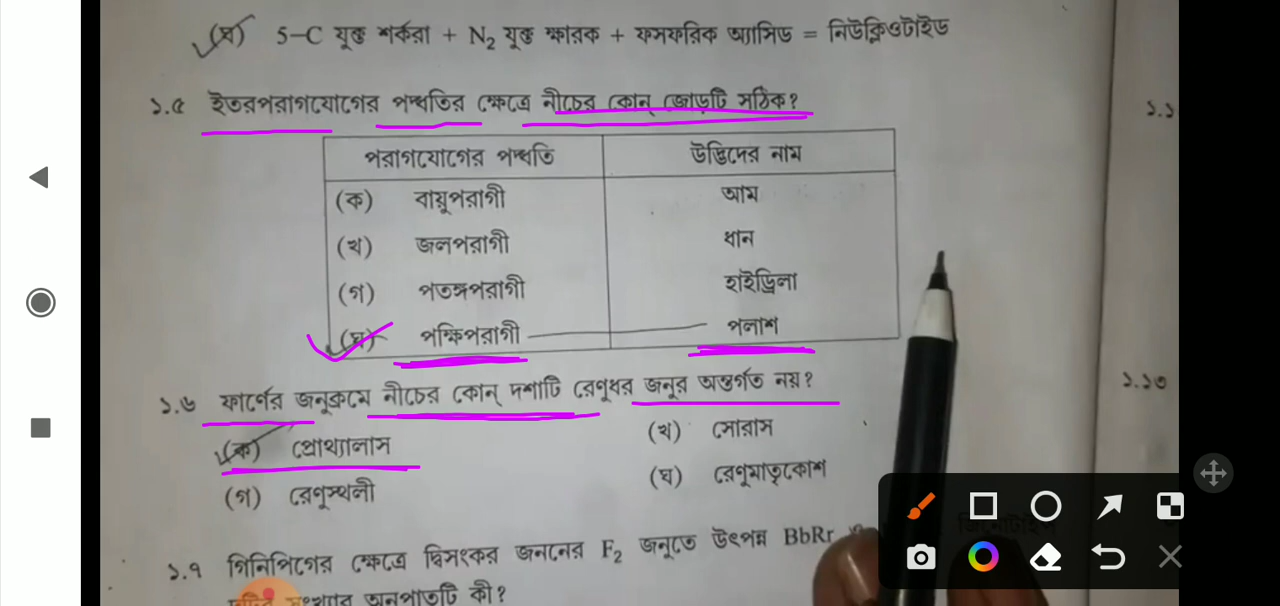 (ঘ) 5-C যুক্ত শর্করা + N₂ যুক্ত ক্ষারক + ফসফরিক অ্যাসিড = নিউক্লিওটাইড
১.৫ ইতরপরাগযোগের পদ্ধতির ক্ষেত্রে নীচের কোন্ জোড়টি সঠিক?
পরাগযোগের পদ্ধতি উদ্ভিদের নাম
(ক) বায়ুপরাগী আম
(খ) জলপরাগী ধান
(গ) পতঙ্গপরাগী হাইড্রিলা
(ঘ) পক্ষিপরাগী পলাশ
১.৬ ফার্ণের জনুক্রমে নীচের কোন্ দশাটি রেণুধর জনুর অন্তর্গত নয়?
(ক) প্রোথ্যালাস (খ) সোরাস
(গ) রেণুস্থলী (ঘ) রেণুমাতৃকোশ
১.৭ গিনিপিগের ক্ষেত্রে দ্বিসংকর জননের F₂ জনুতে উৎপন্ন BbRr
সংখ্যার অনুপাতটি কী?
১.১৩